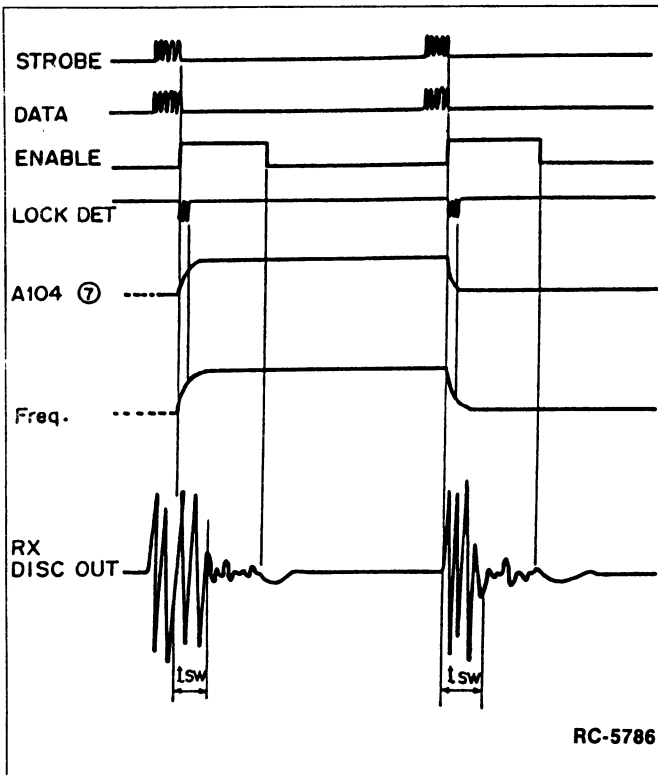 STROBE
DATA
ENABLE
LOCK DET
A104 ⑦
Freq.
RX
DISC OUT
tsw
tsw
RC-5786